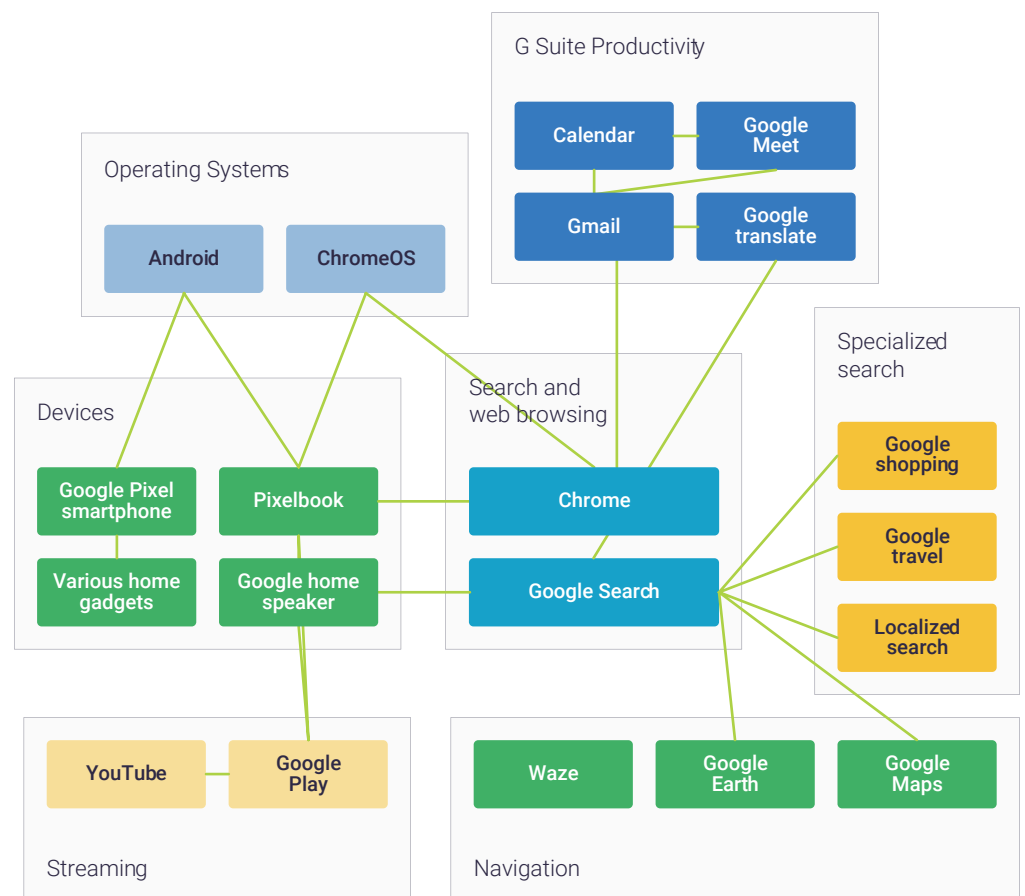 G Suite Productivity
Calendar
Google
Meet
Gmail
Google
translate
Operating Systems
Android
ChromeOS
Specialized
search
Google
shopping
Google
travel
Localized
search
Devices
Google Pixel
smartphone
Pixelbook
Various home
gadgets
Google home
speaker
Search and
web browsing
Chrome
Google Search
YouTube
Google
Play
Streaming
Waze
Google
Earth
Google
Maps
Navigation